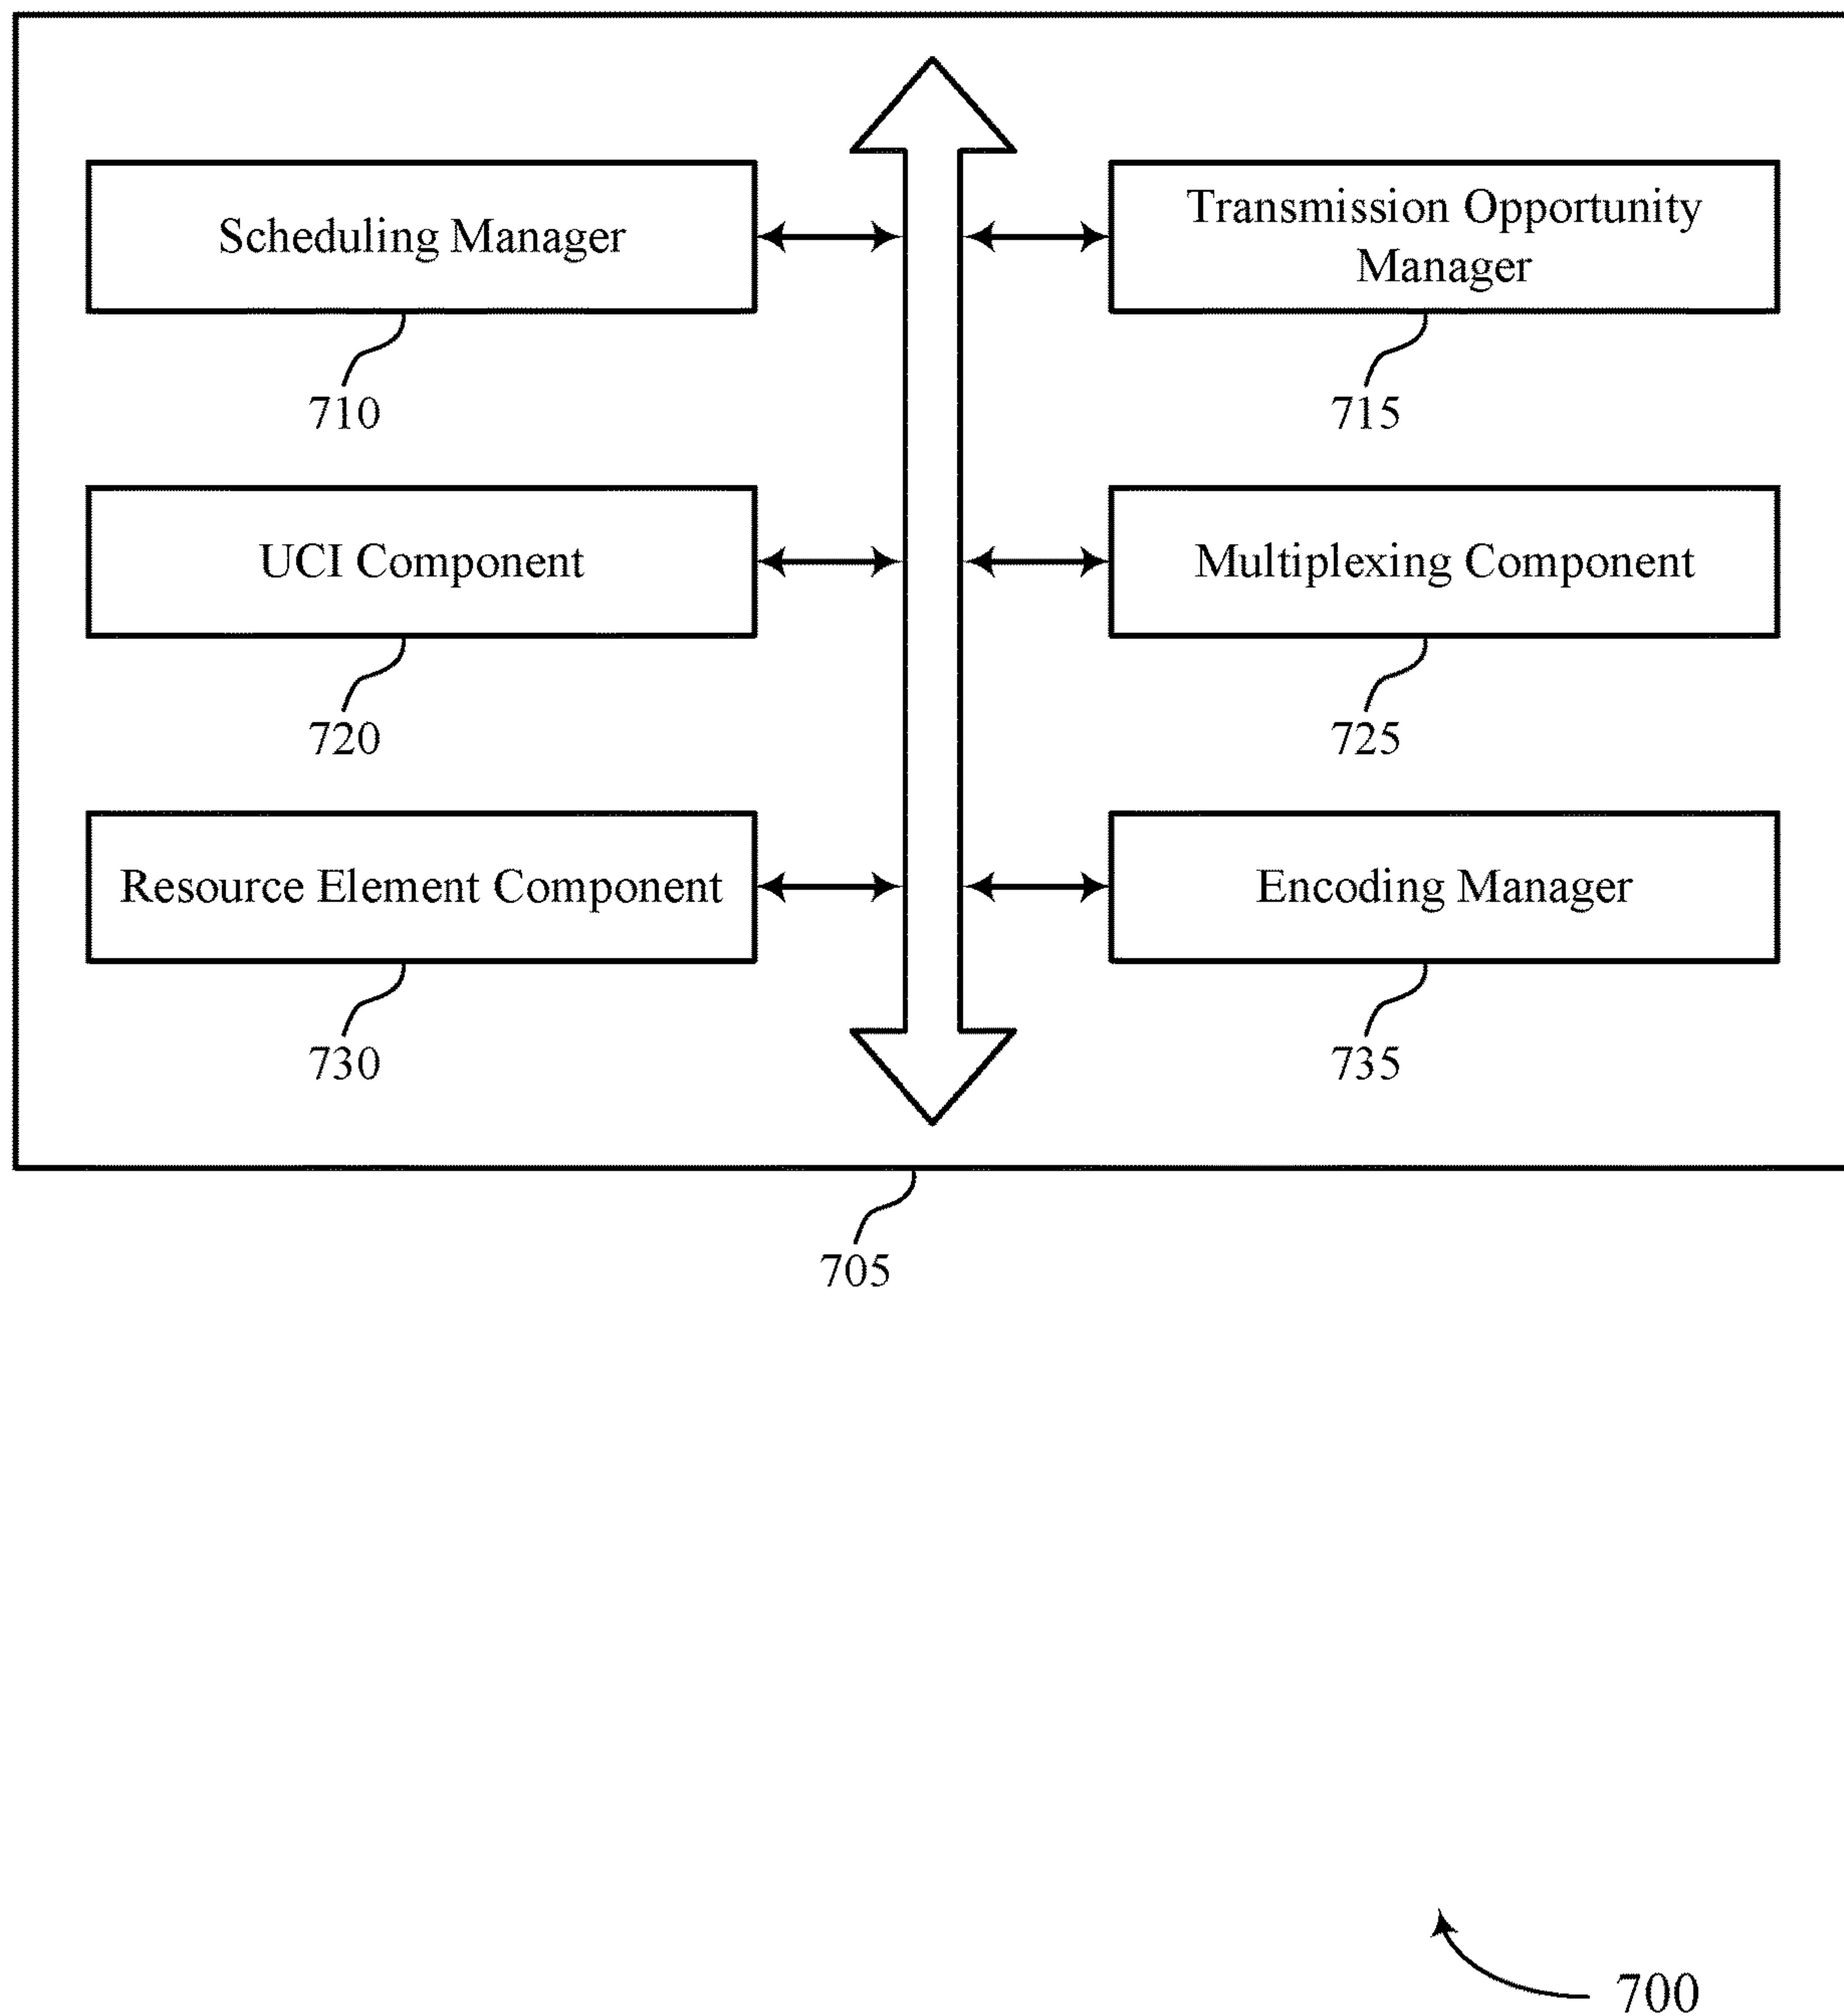 Scheduling Manager
Transmission Opportunity
Manager
710
715
UCI Component
Multiplexing Component
720
725
Resource Element Component
Encoding Manager
730
735
705
700